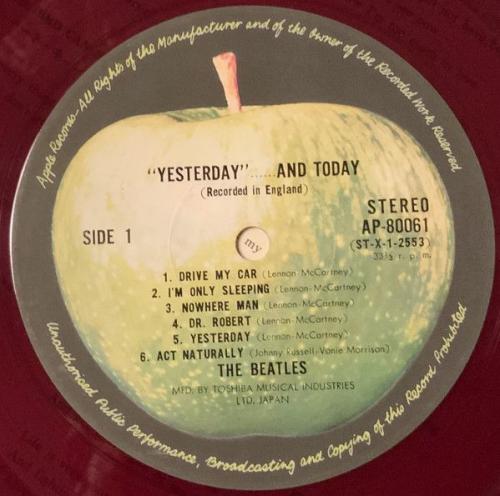 Apple Records—All Rights of the Manufacturer and of the Owner of the Recorded Work Reserved.
"YESTERDAY"......AND TODAY
(Recorded in England)
STEREO
SIDE 1
AP-80061
(ST-X-1-2553)
33⅓ r. p. m.
my
1. DRIVE MY CAR (Lennon-McCartney)
2. I'M ONLY SLEEPING (Lennon-McCartney)
3. NOWHERE MAN (Lennon-McCartney)
4. DR. ROBERT (Lennon-McCartney)
5. YESTERDAY (Lennon-McCartney)
6. ACT NATURALLY (Johnny Russell-Vonie Morrison)
THE BEATLES
MFD. BY TOSHIBA MUSICAL INDUSTRIES
LTD. JAPAN
Unauthorised Public Performance, Broadcasting and Copying of this Record Prohibited